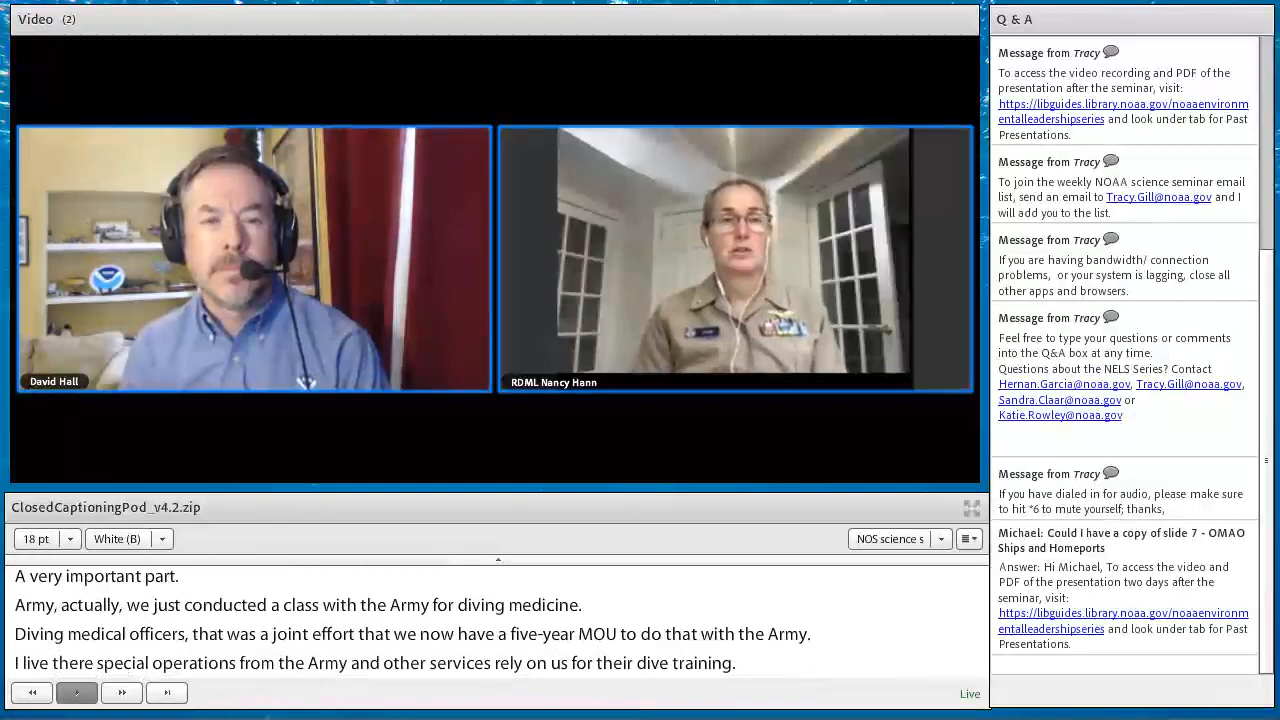 Video (2)
David Hall
RDML Nancy Hann
ClosedCaptioningPod_v4.2.zip
18 pt
White (B)
NOS science s
A very important part.
Army, actually, we just conducted a class with the Army for diving medicine.
Diving medical officers, that was a joint effort that we now have a five-year MOU to do that with the Army.
I live there special operations from the Army and other services rely on us for their dive training.
Live
Q & A
Message from Tracy
To access the video recording and PDF of the
presentation after the seminar, visit:
https://libguides.library.noaa.gov/noaaenvironm
entalleadershipseries and look under tab for Past
Presentations.
Message from Tracy
To join the weekly NOAA science seminar email
list, send an email to Tracy.Gill@noaa.gov and I
will add you to the list.
Message from Tracy
If you are having bandwidth/ connection
problems, or your system is lagging, close all
other apps and browsers.
Message from Tracy
Feel free to type your questions or comments
into the Q&A box at any time.
Questions about the NELS Series? Contact
Hernan.Garcia@noaa.gov, Tracy.Gill@noaa.gov,
Sandra.Claar@noaa.gov or
Katie.Rowley@noaa.gov
Message from Tracy
If you have dialed in for audio, please make sure
to hit *6 to mute yourself; thanks,
Michael: Could I have a copy of slide 7 - OMAO
Ships and Homeports
Answer: Hi Michael, To access the video and
PDF of the presentation two days after the
seminar, visit:
https://libguides.library.noaa.gov/noaaenvironm
entalleadershipseries and look under tab for Past
Presentations.